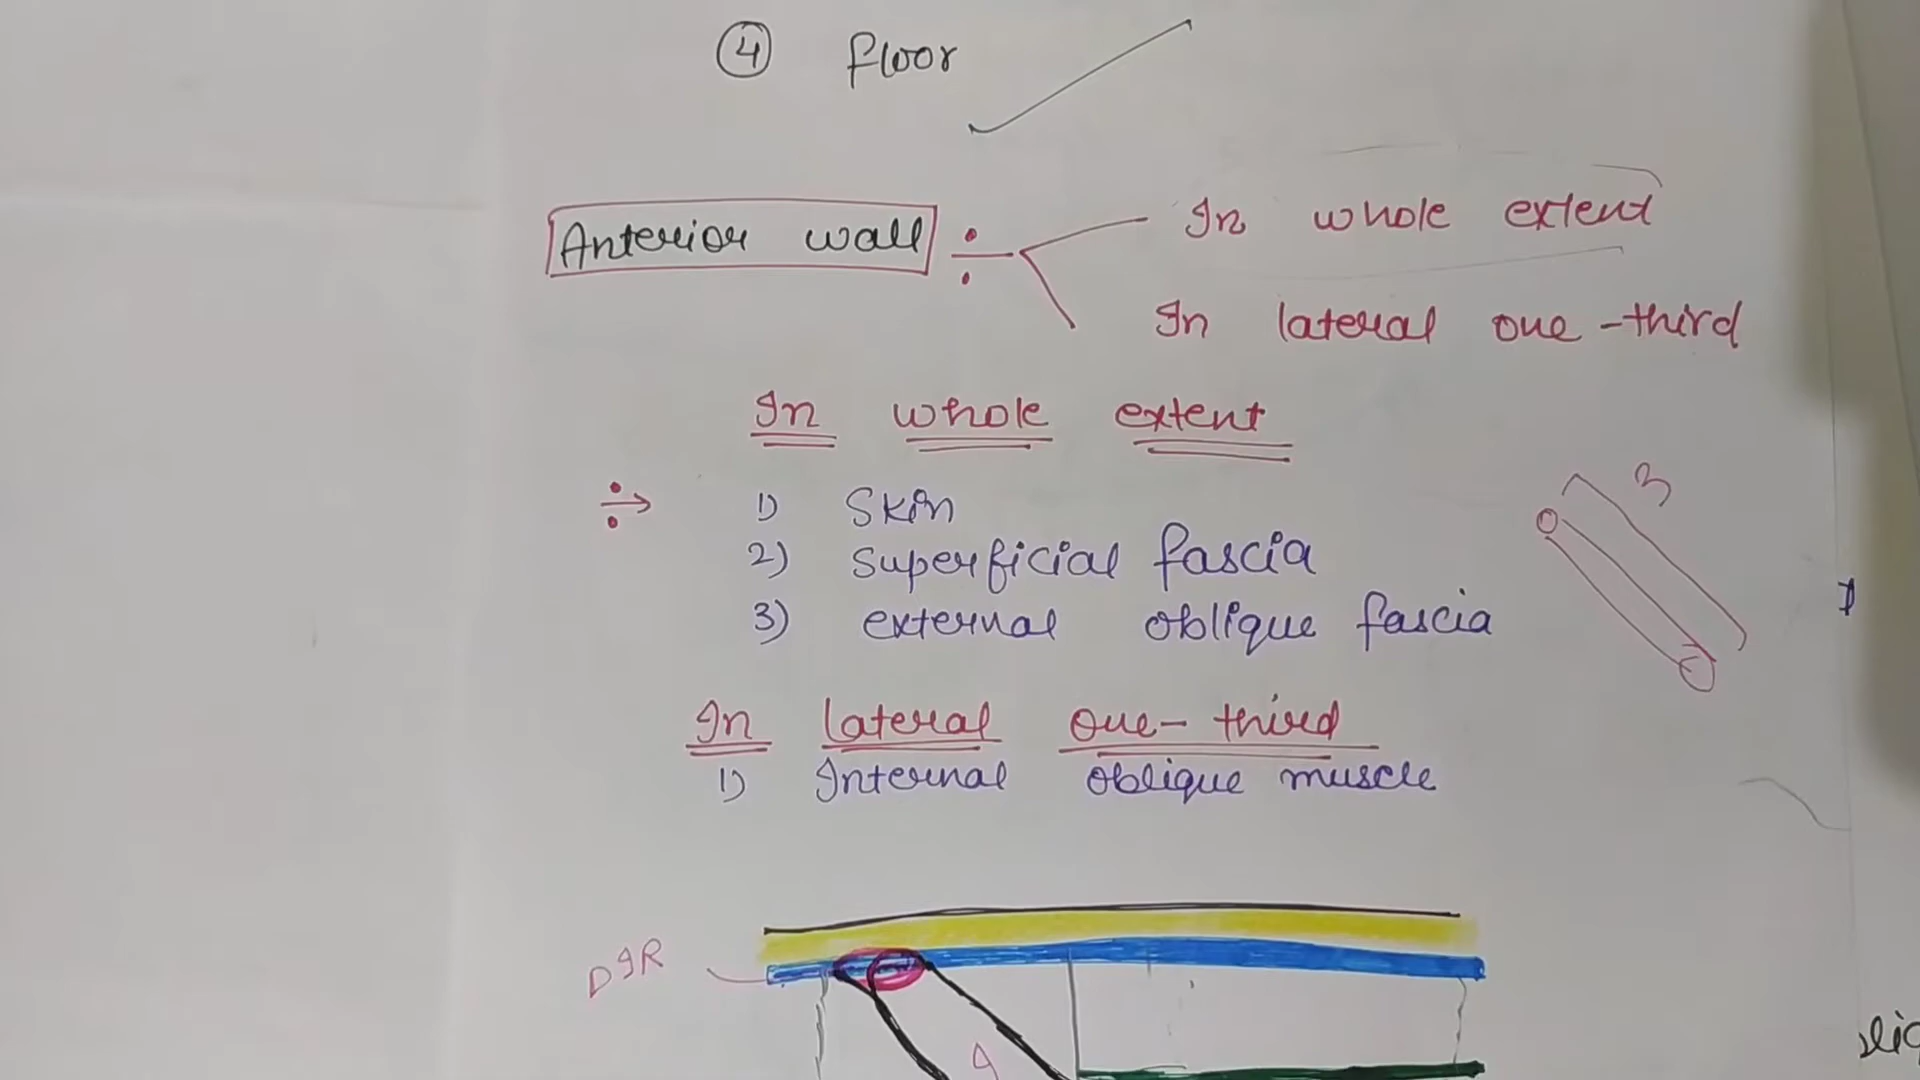 ④ floor
Anterior wall
In whole extent
In lateral one-third
In whole extent
1) Skin
2) Superficial fascia
3) external oblique fascia
3
In lateral one-third
1) Internal oblique muscle
DIR